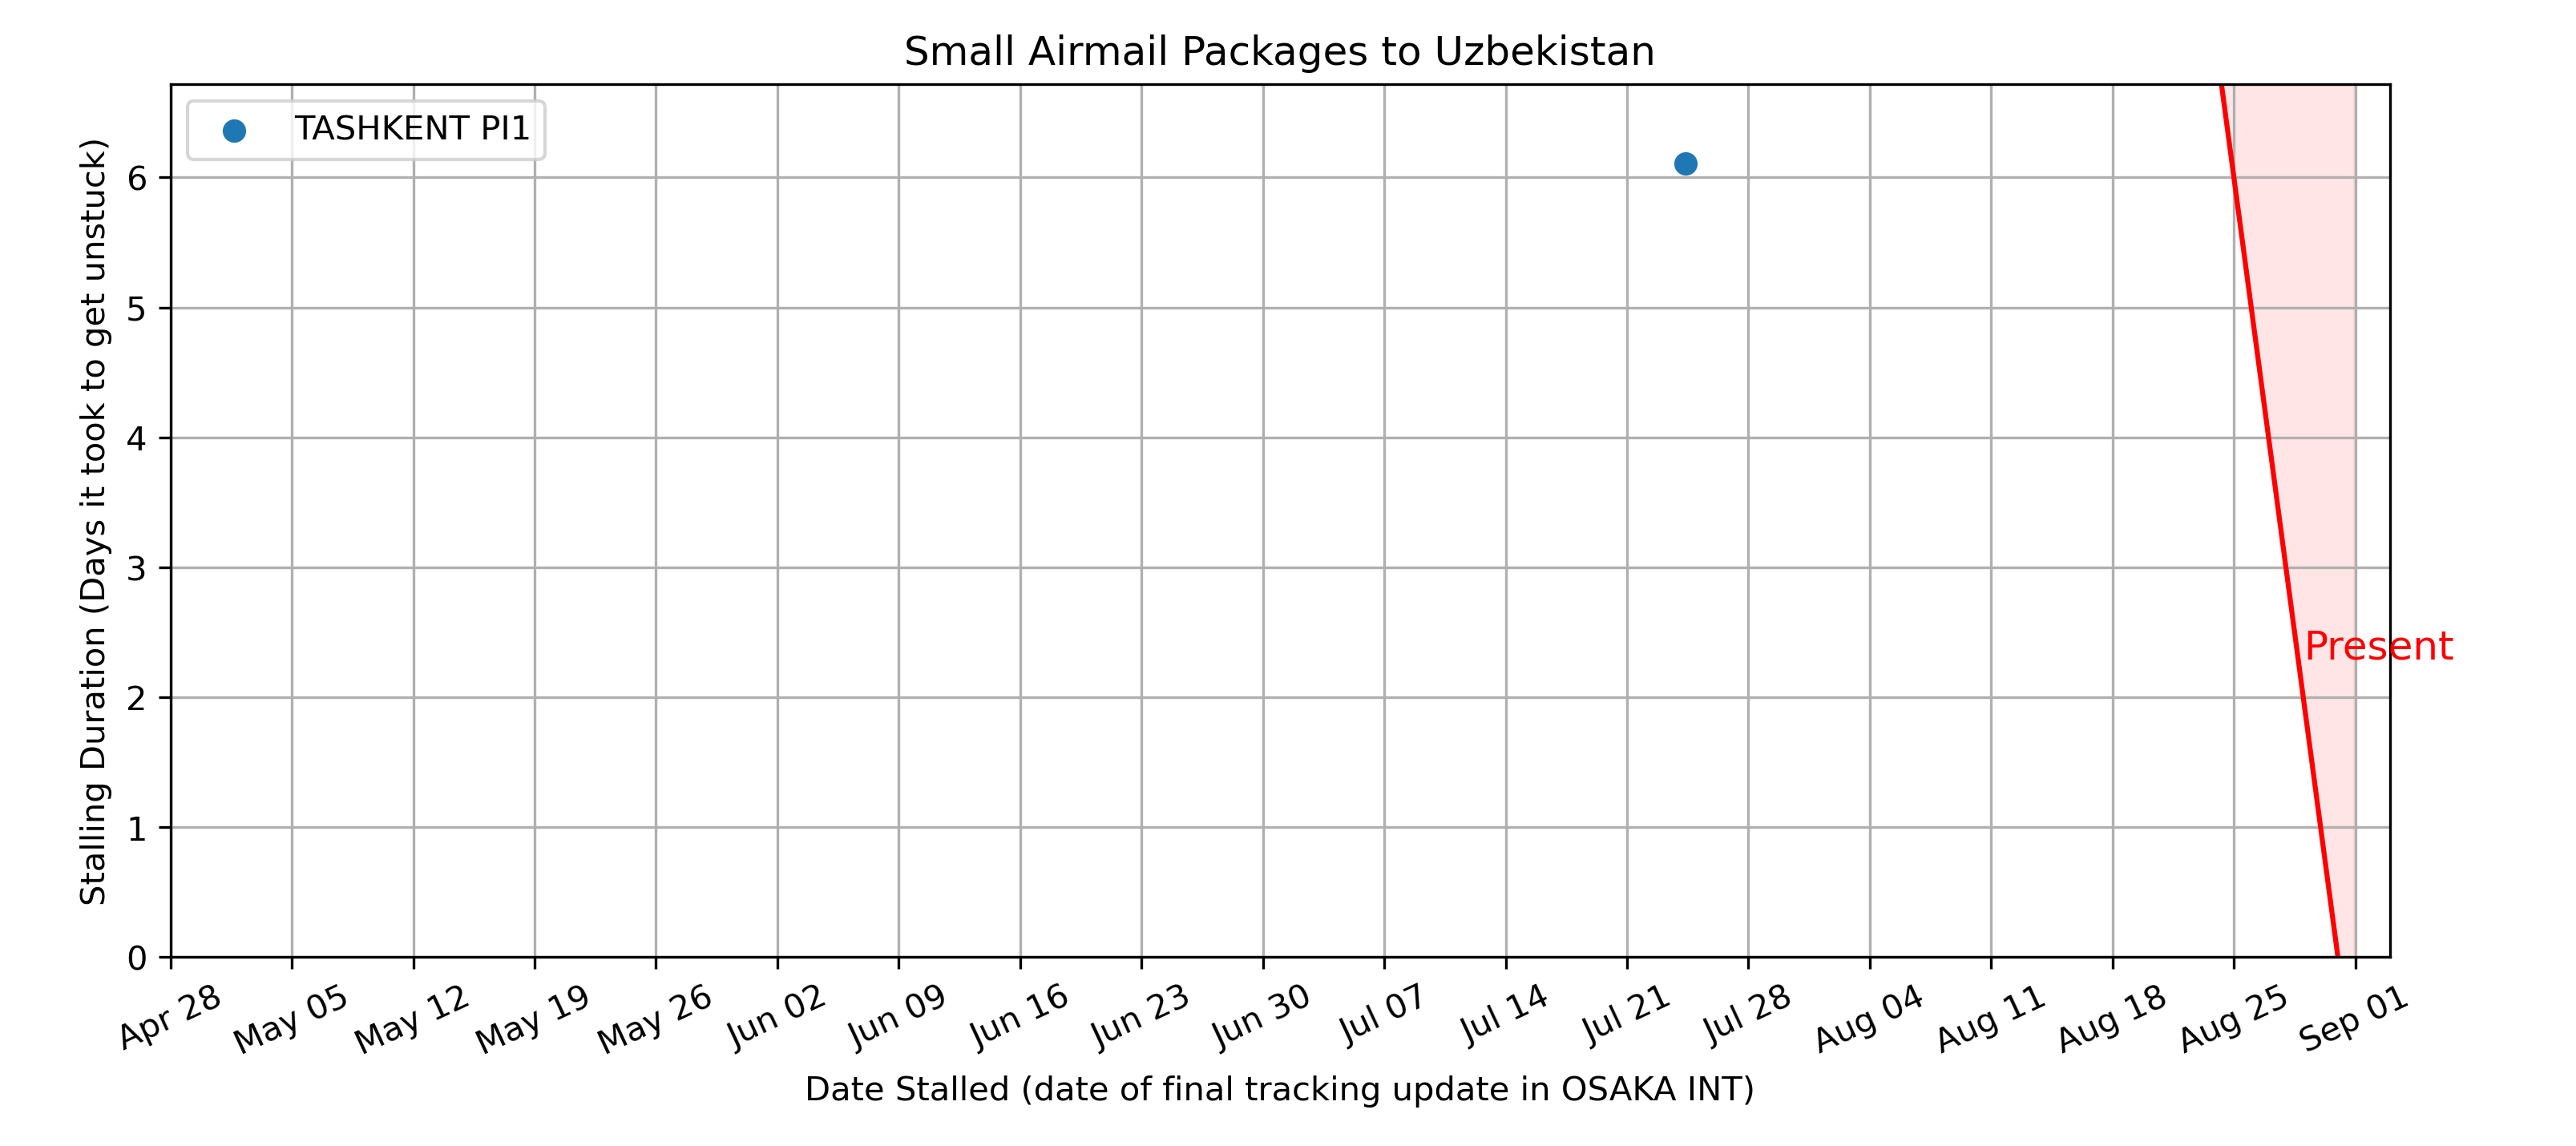 Small Airmail Packages to Uzbekistan
TASHKENT PI1
Stalling Duration (Days it took to get unstuck)
6
5
4
3
2
1
0
Present
Apr 28 May 05 May 12 May 19 May 26 Jun 02 Jun 09 Jun 16 Jun 23 Jun 30 Jul 07 Jul 14 Jul 21 Jul 28 Aug 04 Aug 11 Aug 18 Aug 25 Sep 01
Date Stalled (date of final tracking update in OSAKA INT)